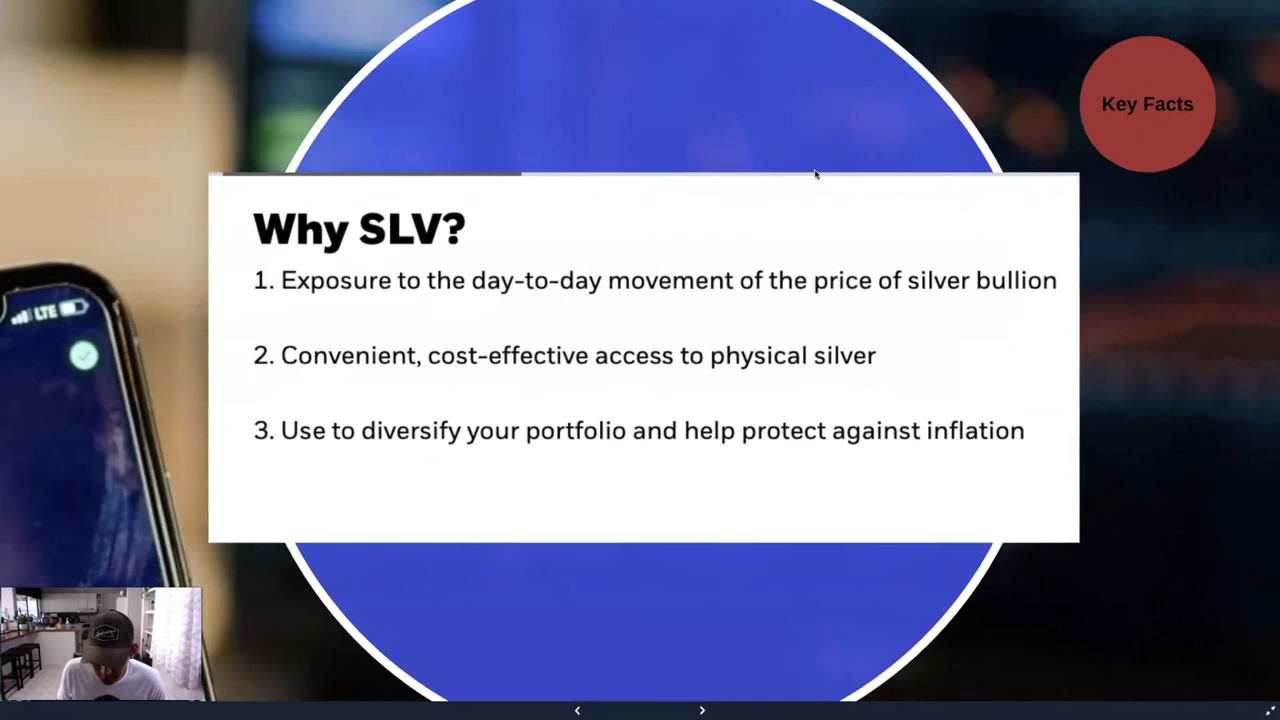 Key Facts
Why SLV?
1. Exposure to the day-to-day movement of the price of silver bullion
2. Convenient, cost-effective access to physical silver
3. Use to diversify your portfolio and help protect against inflation
LTE